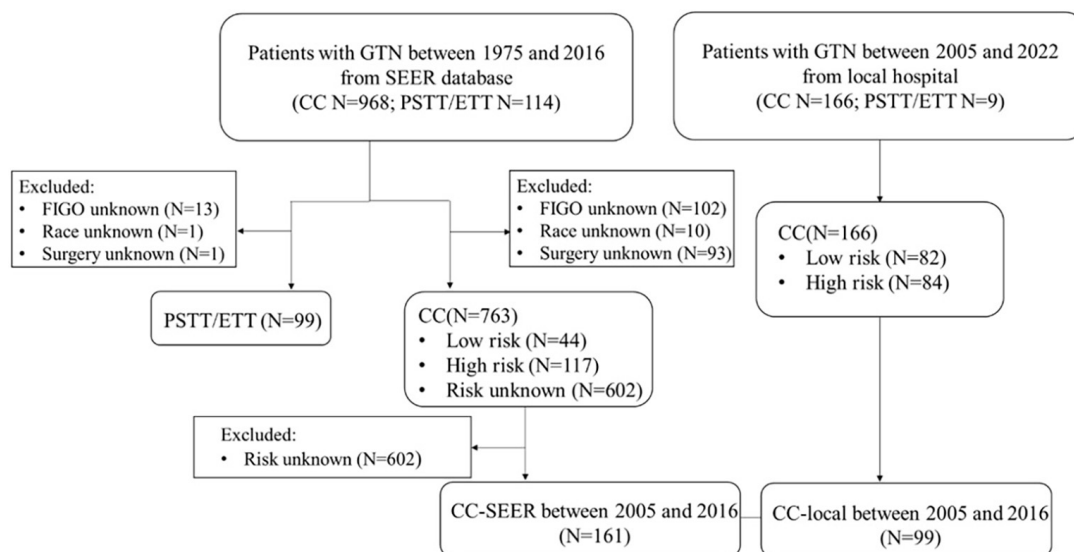 Patients with GTN between 1975 and 2016
from SEER database
(CC N=968; PSTT/ETT N=114)
Patients with GTN between 2005 and 2022
from local hospital
(CC N=166; PSTT/ETT N=9)
Excluded:
• FIGO unknown (N=13)
• Race unknown (N=1)
• Surgery unknown (N=1)
Excluded:
• FIGO unknown (N=102)
• Race unknown (N=10)
• Surgery unknown (N=93)
CC(N=166)
• Low risk (N=82)
• High risk (N=84)
PSTT/ETT (N=99)
CC(N=763)
• Low risk (N=44)
• High risk (N=117)
• Risk unknown (N=602)
Excluded:
• Risk unknown (N=602)
CC-SEER between 2005 and 2016
(N=161)
CC-local between 2005 and 2016
(N=99)